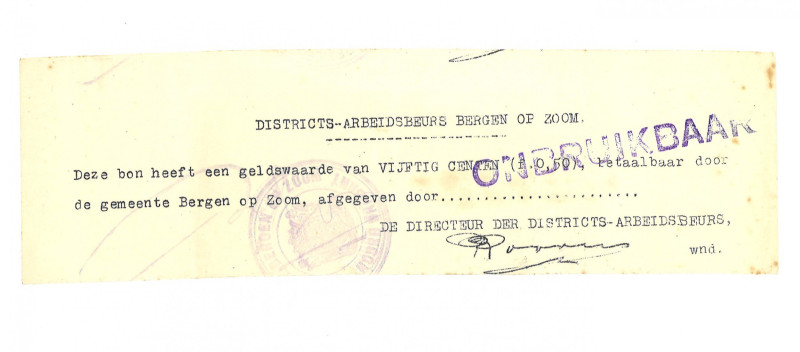 DISTRICTS-ARBEIDSBEURS BERGEN OP ZOOM.
ONBRUIKBAAR
Deze bon heeft een geldswaarde van VIJFTIG CENTEN (f.0,50), betaalbaar door
de gemeente Bergen op Zoom, afgegeven door........................
DE DIRECTEUR DER DISTRICTS-ARBEIDSBEURS,
wnd.